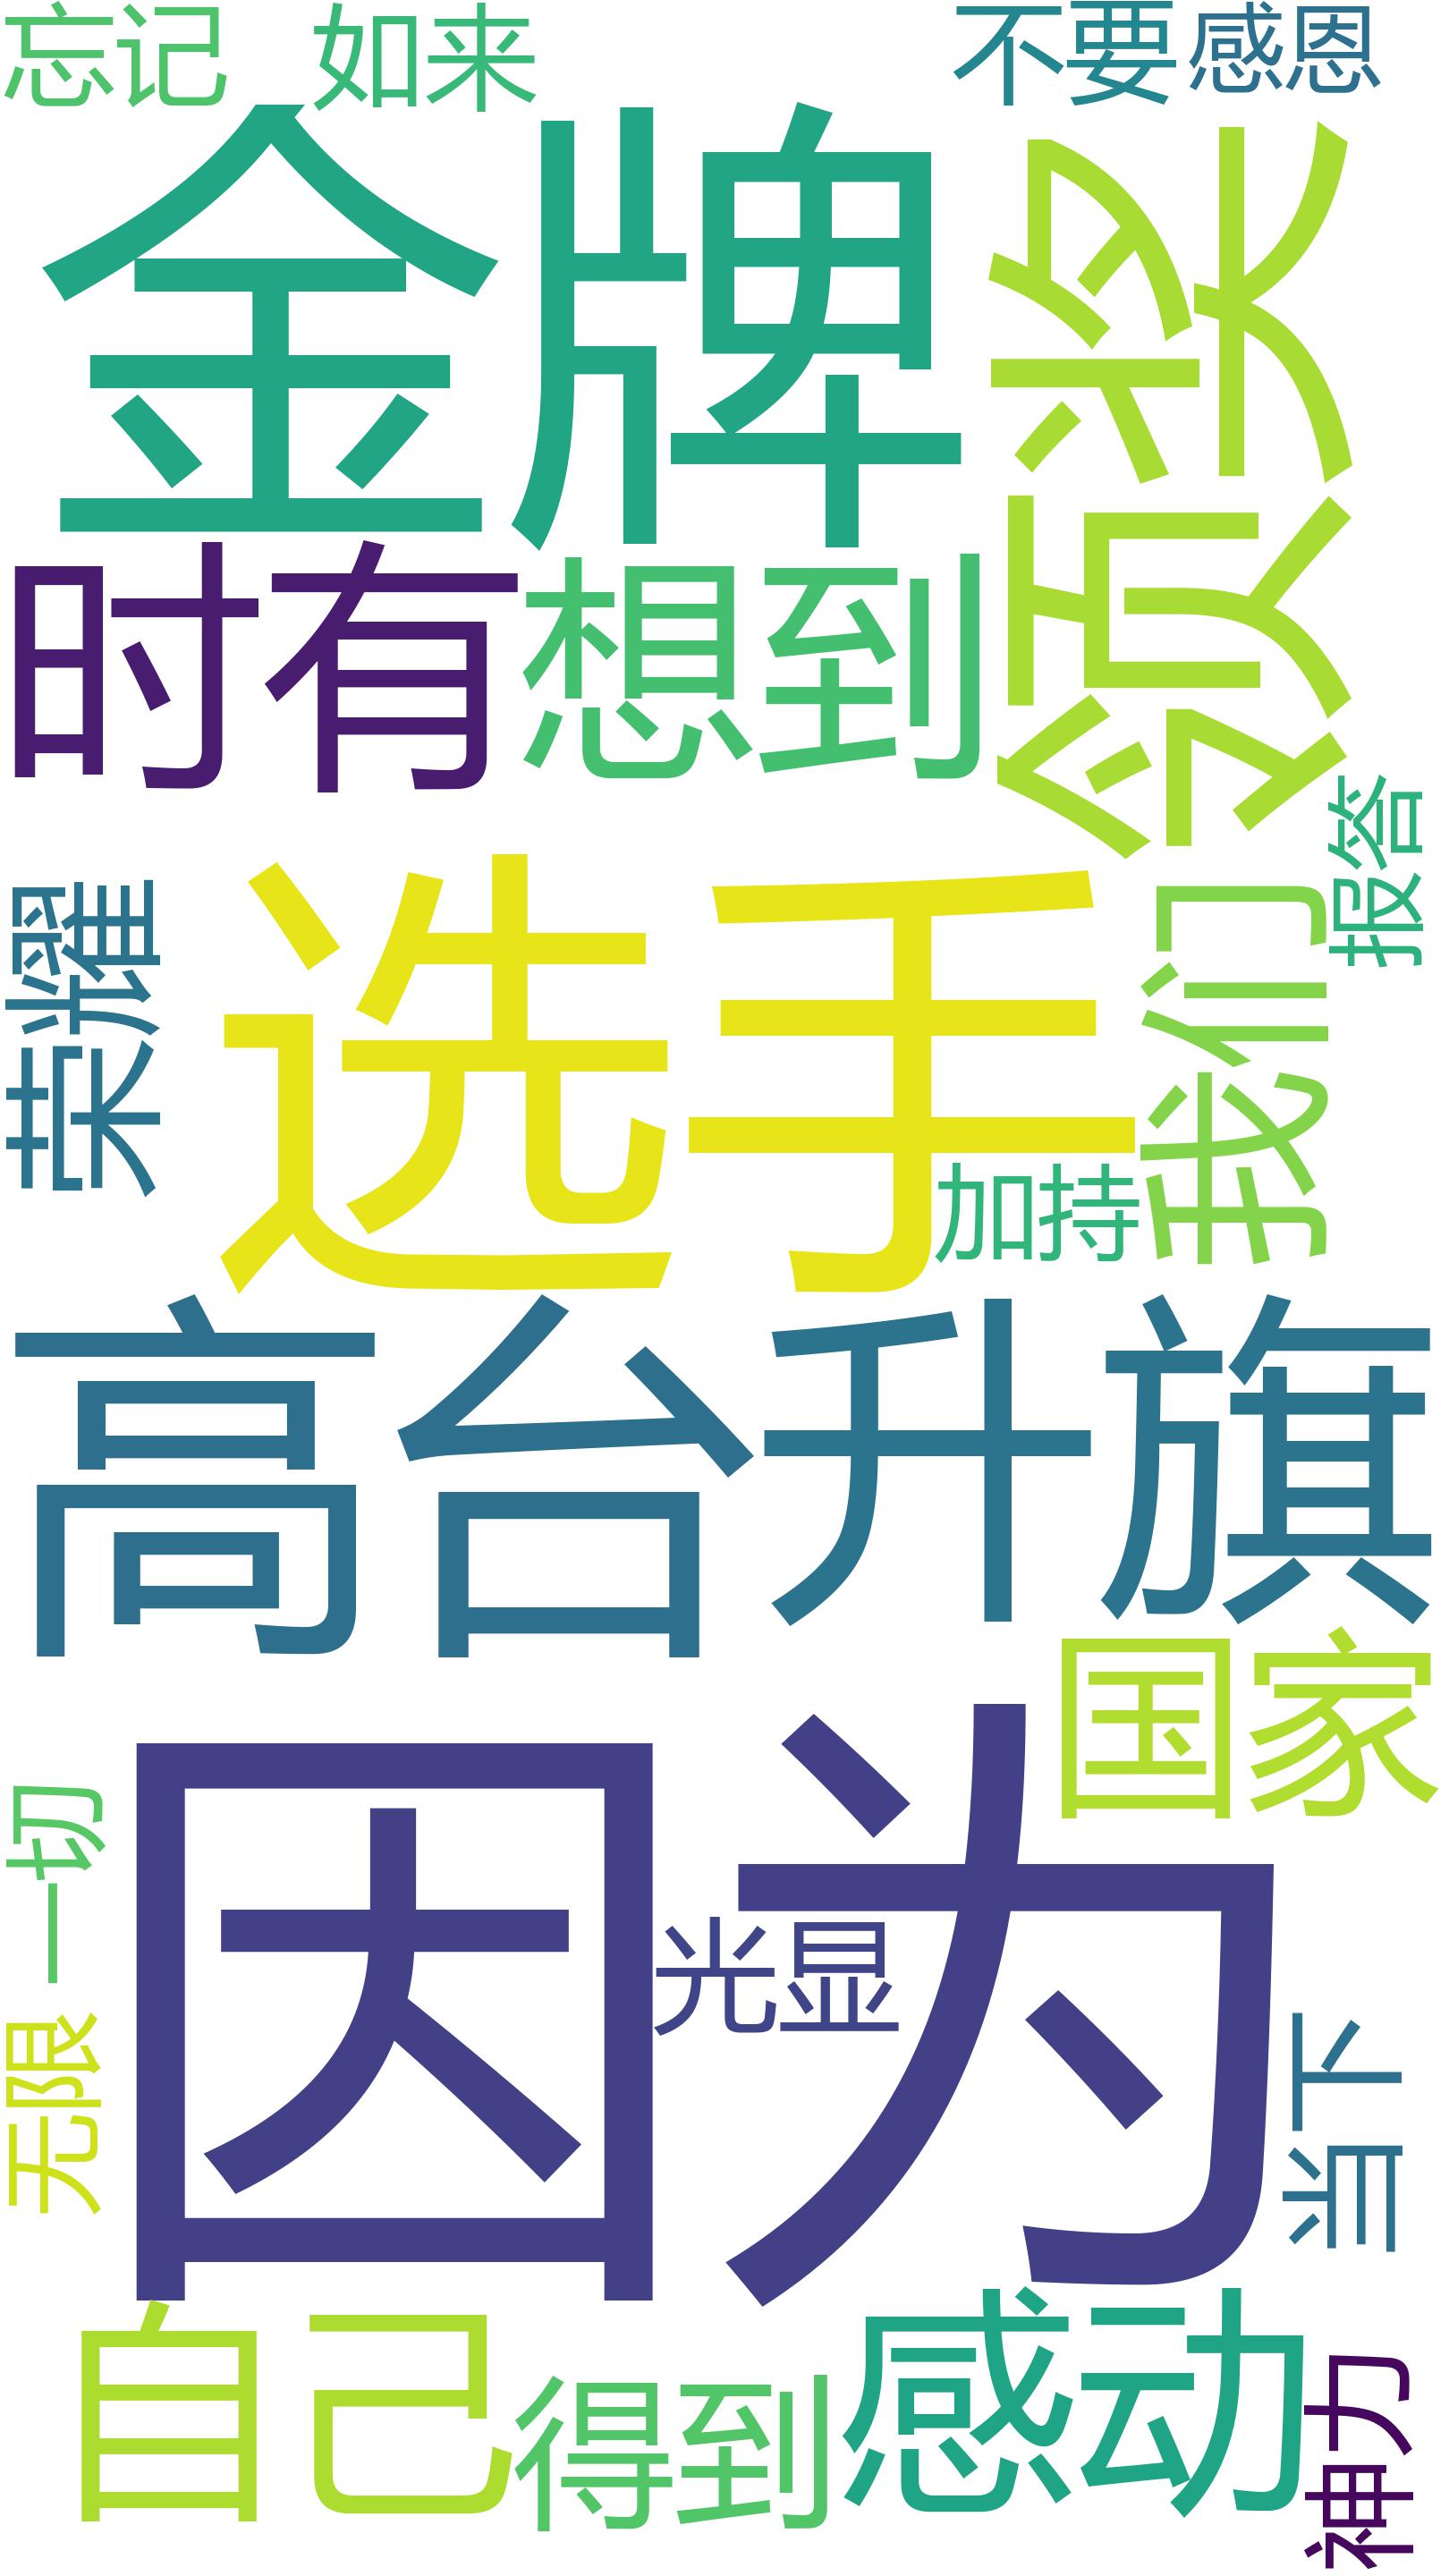 忘记
如来
不要
感恩
金牌
颁奖
时有
想到
报答
荣耀
选手
我们
加持
高台
升旗
国家
因为
一切
光显
无限
当下
自己
得到
感动
神力